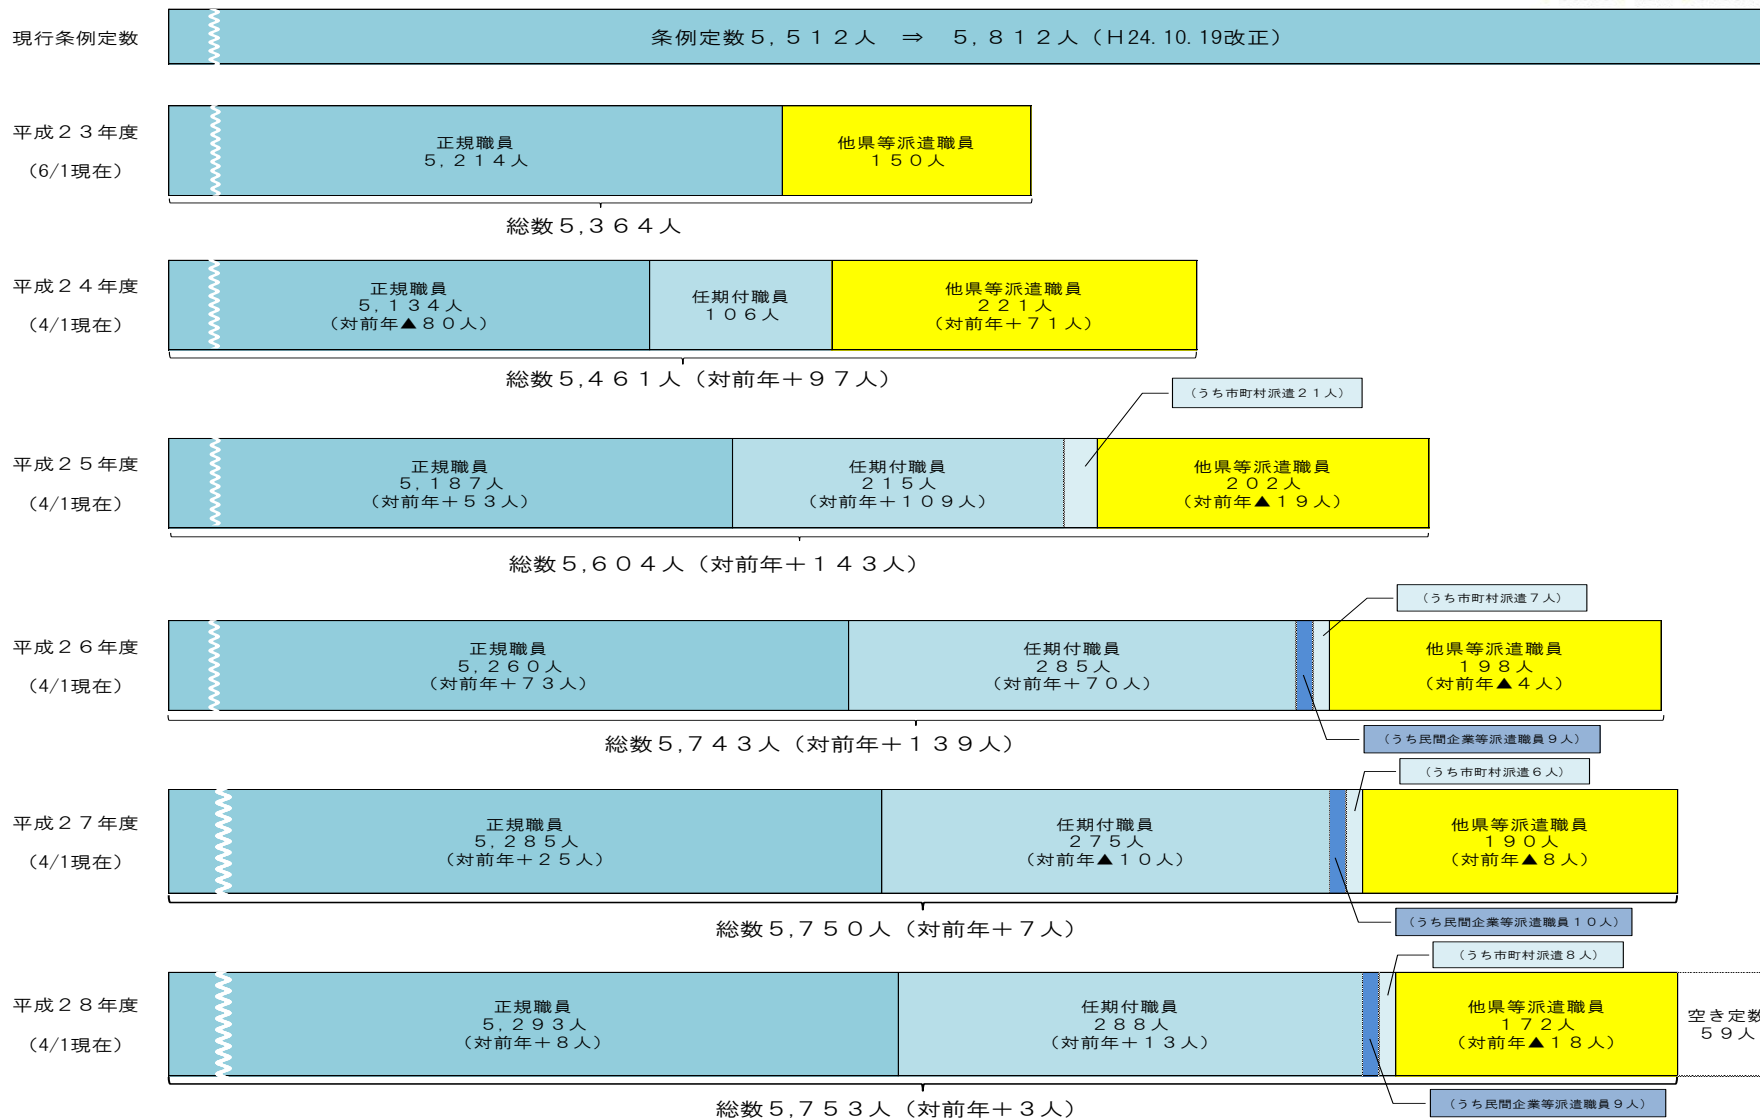 現行条例定数
条例定数５,５１２人　⇒　５,８１２人（Ｈ24.10.19改正）
平成２３年度
（6/1現在）
正規職員
５,２１４人
他県等派遣職員
１５０人
総数５,３６４人
平成２４年度
（4/1現在）
正規職員
５,１３４人
（対前年▲８０人）
任期付職員
１０６人
他県等派遣職員
２２１人
（対前年＋７１人）
総数５,４６１人（対前年＋９７人）
（うち市町村派遣２１人）
平成２５年度
（4/1現在）
正規職員
５,１８７人
（対前年＋５３人）
任期付職員
２１５人
（対前年＋１０９人）
他県等派遣職員
２０２人
（対前年▲１９人）
総数５,６０４人（対前年＋１４３人）
（うち市町村派遣７人）
平成２６年度
（4/1現在）
正規職員
５,２６０人
（対前年＋７３人）
任期付職員
２８５人
（対前年＋７０人）
他県等派遣職員
１９８人
（対前年▲４人）
総数５,７４３人（対前年＋１３９人）
（うち民間企業等派遣職員９人）
（うち市町村派遣６人）
平成２７年度
（4/1現在）
正規職員
５,２８５人
（対前年＋２５人）
任期付職員
２７５人
（対前年▲１０人）
他県等派遣職員
１９０人
（対前年▲８人）
総数５,７５０人（対前年＋７人）
（うち民間企業等派遣職員１０人）
（うち市町村派遣８人）
平成２８年度
（4/1現在）
正規職員
５,２９３人
（対前年＋８人）
任期付職員
２８８人
（対前年＋１３人）
他県等派遣職員
１７２人
（対前年▲１８人）
空き定数
５９人
総数５,７５３人（対前年＋３人）
（うち民間企業等派遣職員９人）